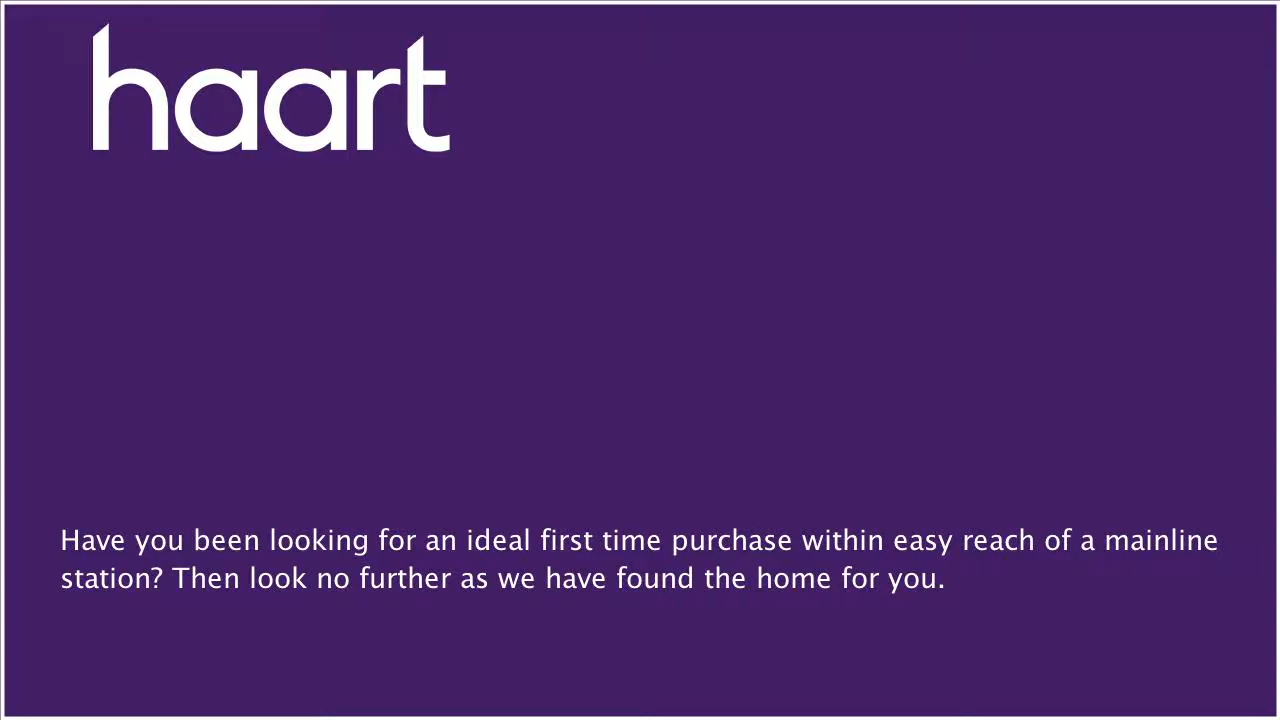 haart
Have you been looking for an ideal first time purchase within easy reach of a mainline
station? Then look no further as we have found the home for you.